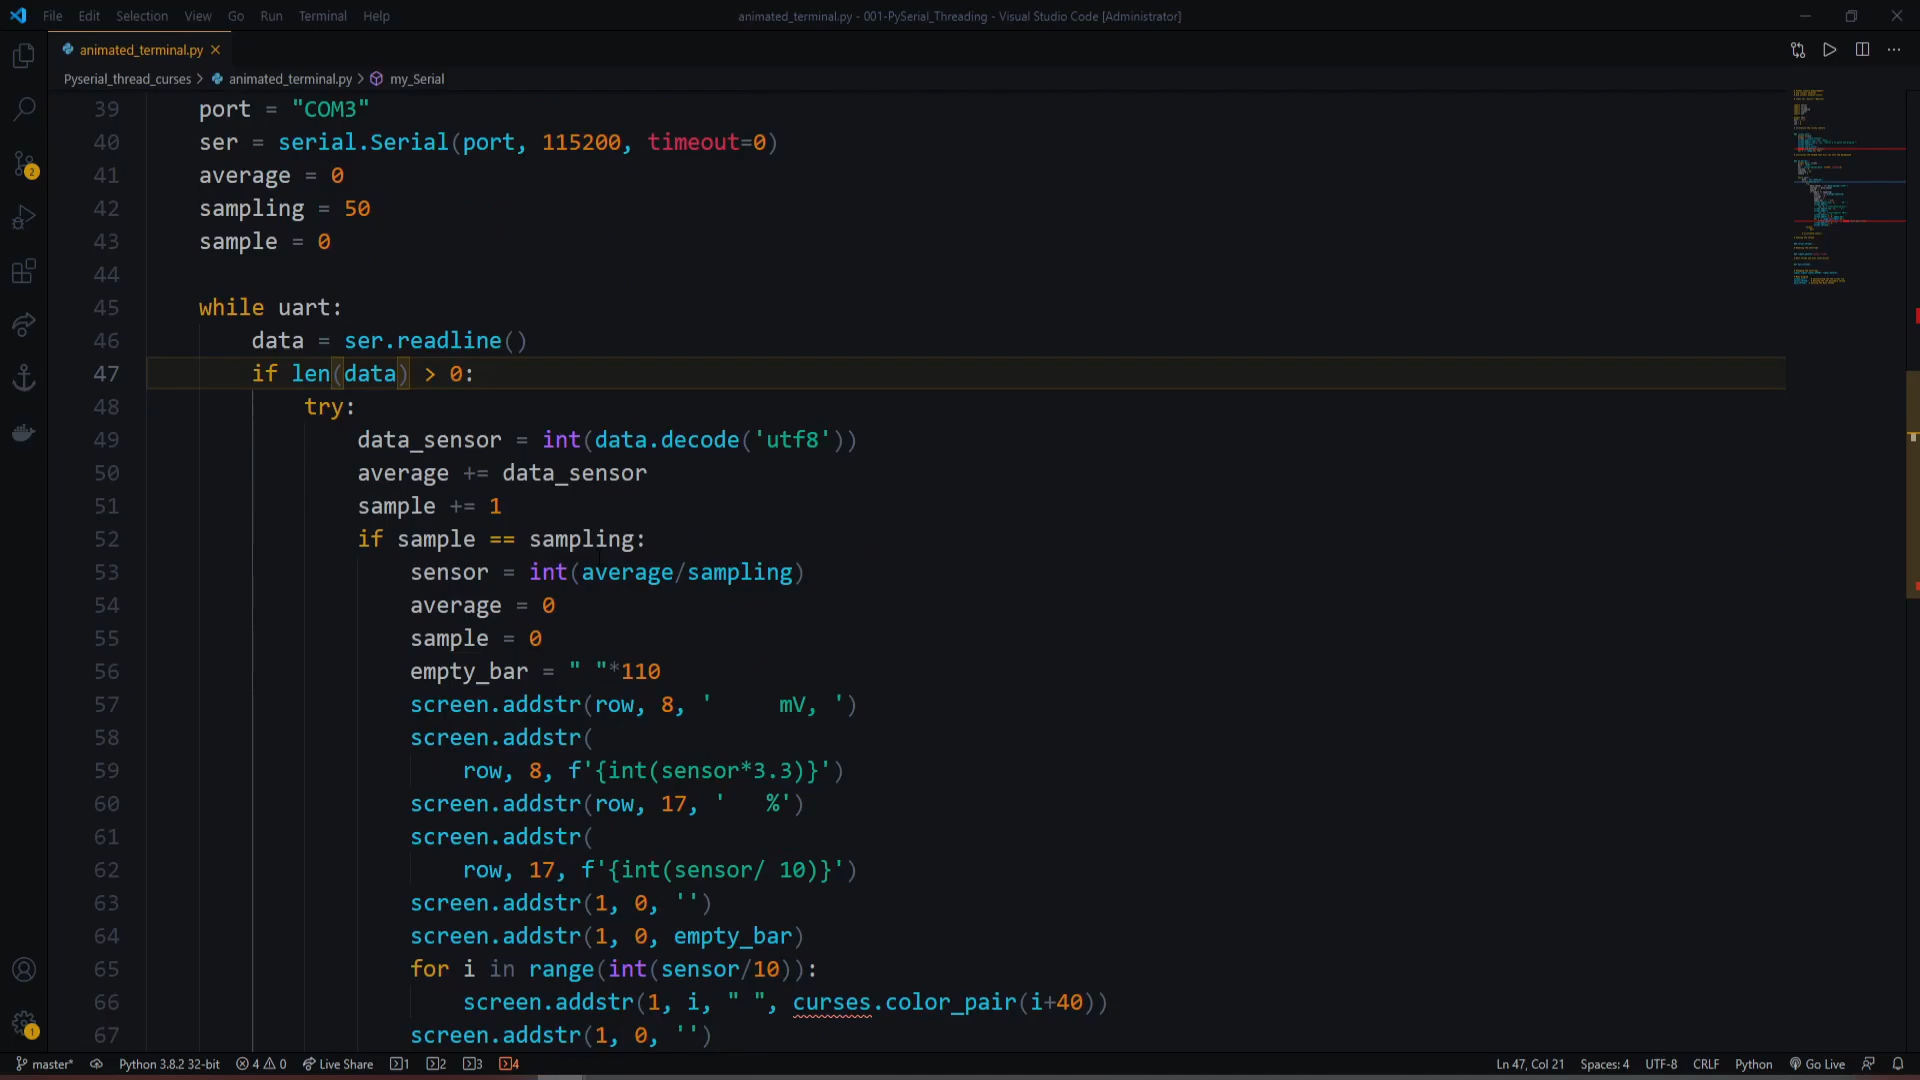 File Edit Selection View Go Run Terminal Help animated_terminal.py - 001-PySerial_Threading - Visual Studio Code [Administrator]
animated_terminal.py
Pyserial_thread_curses > animated_terminal.py > my_Serial
39 port = "COM3"
40 ser = serial.Serial(port, 115200, timeout=0)
41 average = 0
42 sampling = 50
43 sample = 0
44
45 while uart:
46 data = ser.readline()
47 if len(data) > 0:
48 try:
49 data_sensor = int(data.decode('utf8'))
50 average += data_sensor
51 sample += 1
52 if sample == sampling:
53 sensor = int(average/sampling)
54 average = 0
55 sample = 0
56 empty_bar = " "*110
57 screen.addstr(row, 8, '     mV, ')
58 screen.addstr(
59 row, 8, f'{int(sensor*3.3)}')
60 screen.addstr(row, 17, '   %')
61 screen.addstr(
62 row, 17, f'{int(sensor/ 10)}')
63 screen.addstr(1, 0, '')
64 screen.addstr(1, 0, empty_bar)
65 for i in range(int(sensor/10)):
66 screen.addstr(1, i, " ", curses.color_pair(i+40))
67 screen.addstr(1, 0, '')
2
1
master* Python 3.8.2 32-bit 4 0 Live Share 1 2 3 4 Ln 47, Col 21 Spaces: 4 UTF-8 CRLF Python Go Live